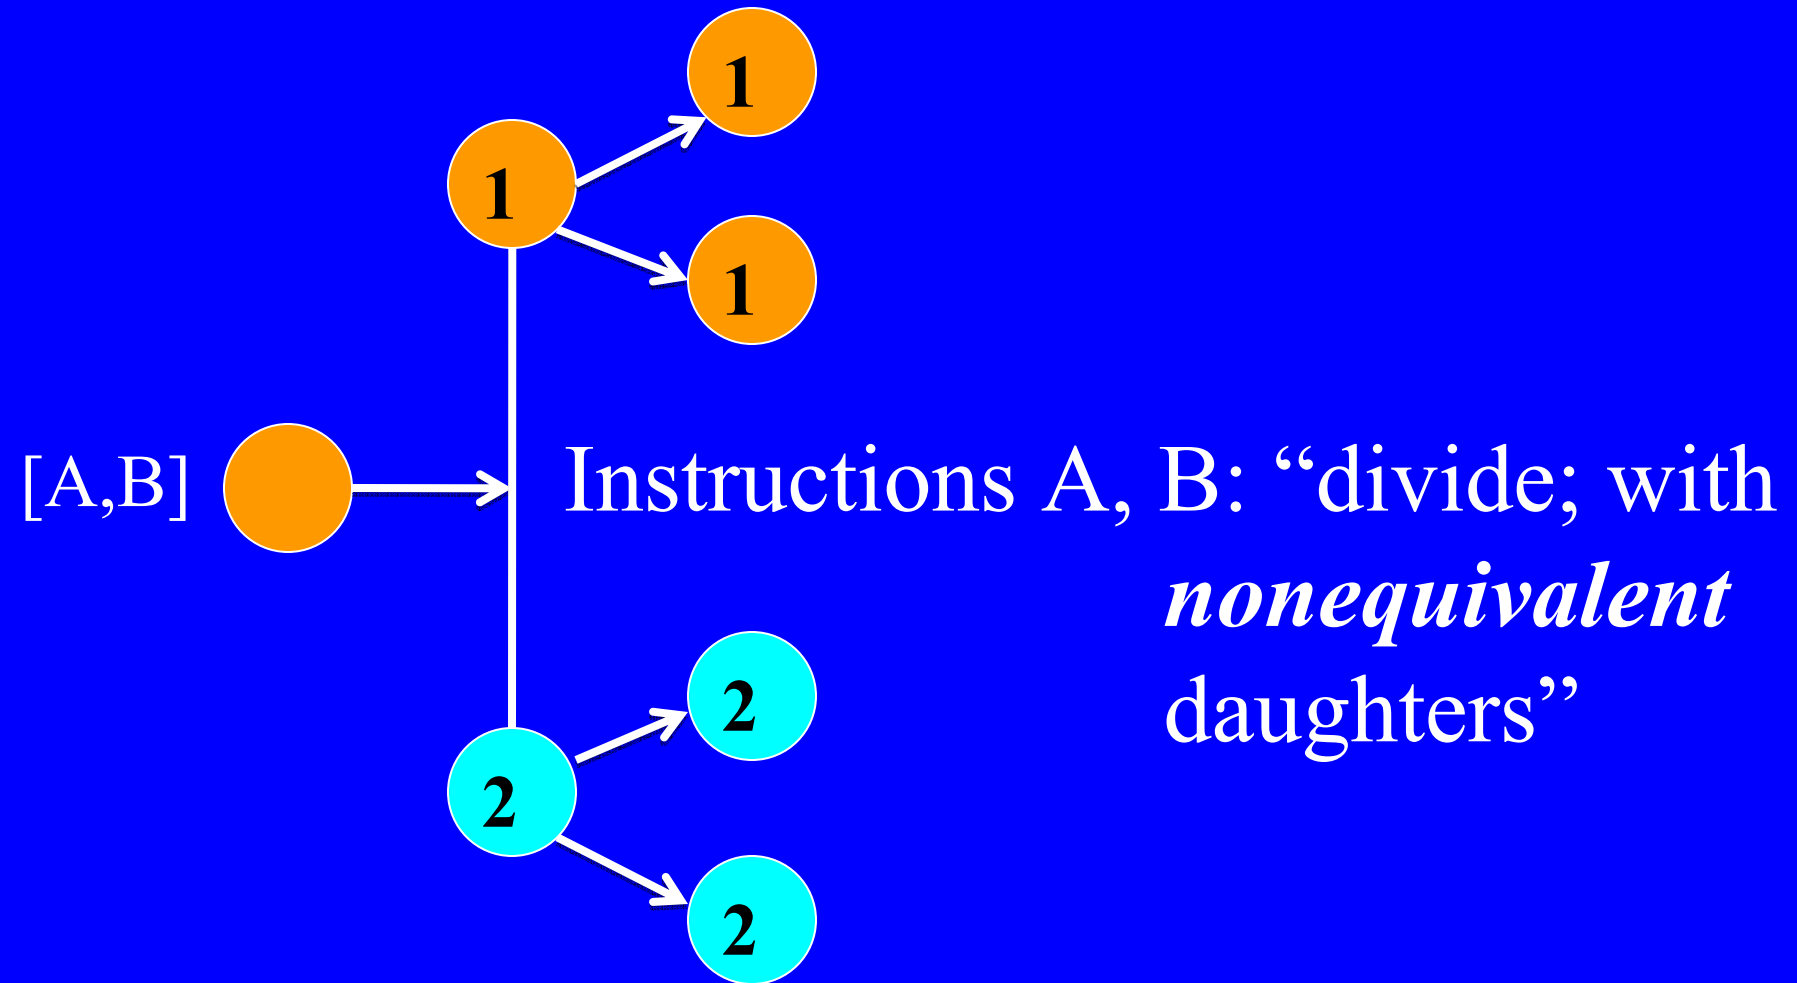 1
1
1
[A,B]
Instructions A, B: “divide; with
nonequivalent
daughters”
2
2
2